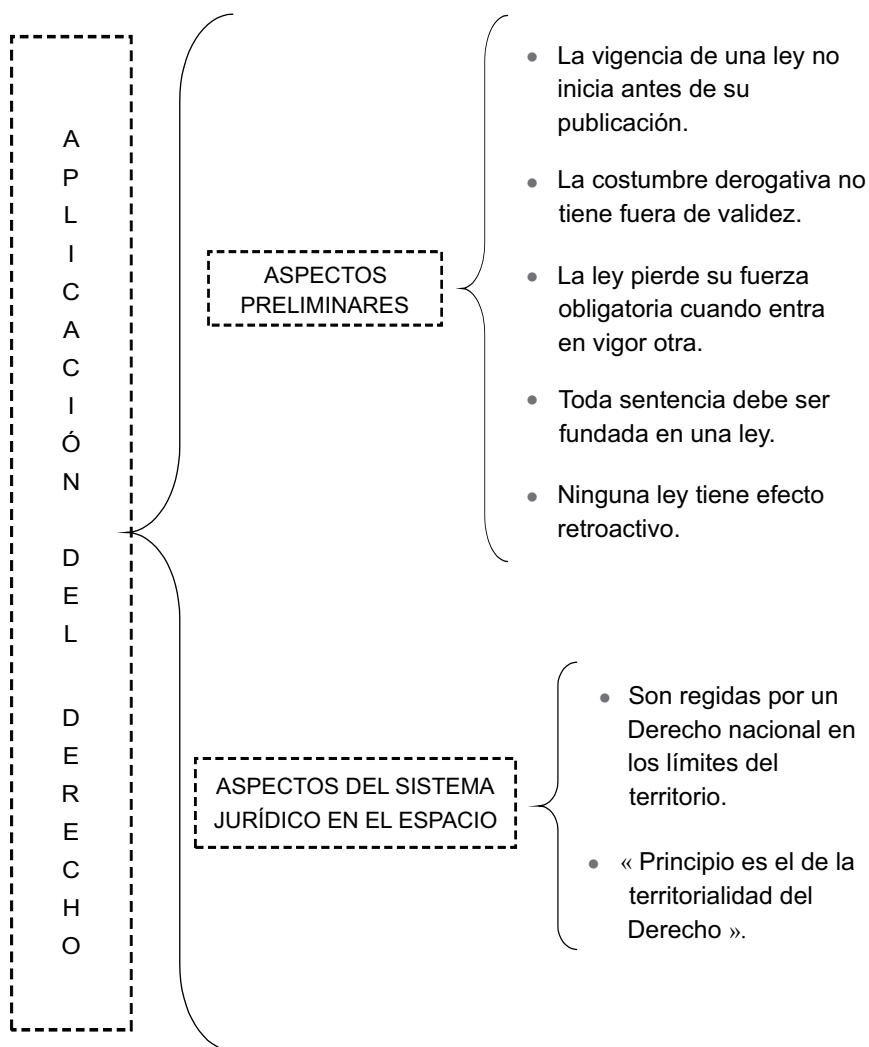 APLICACIÓN DEL DERECHO
ASPECTOS
PRELIMINARES
La vigencia de una ley no
inicia antes de su
publicación.
La costumbre derogativa no
tiene fuera de validez.
La ley pierde su fuerza
obligatoria cuando entra
en vigor otra.
Toda sentencia debe ser
fundada en una ley.
Ninguna ley tiene efecto
retroactivo.
ASPECTOS DEL SISTEMA
JURÍDICO EN EL ESPACIO
Son regidas por un
Derecho nacional en
los límites del
territorio.
« Principio es el de la
territorialidad del
Derecho ».